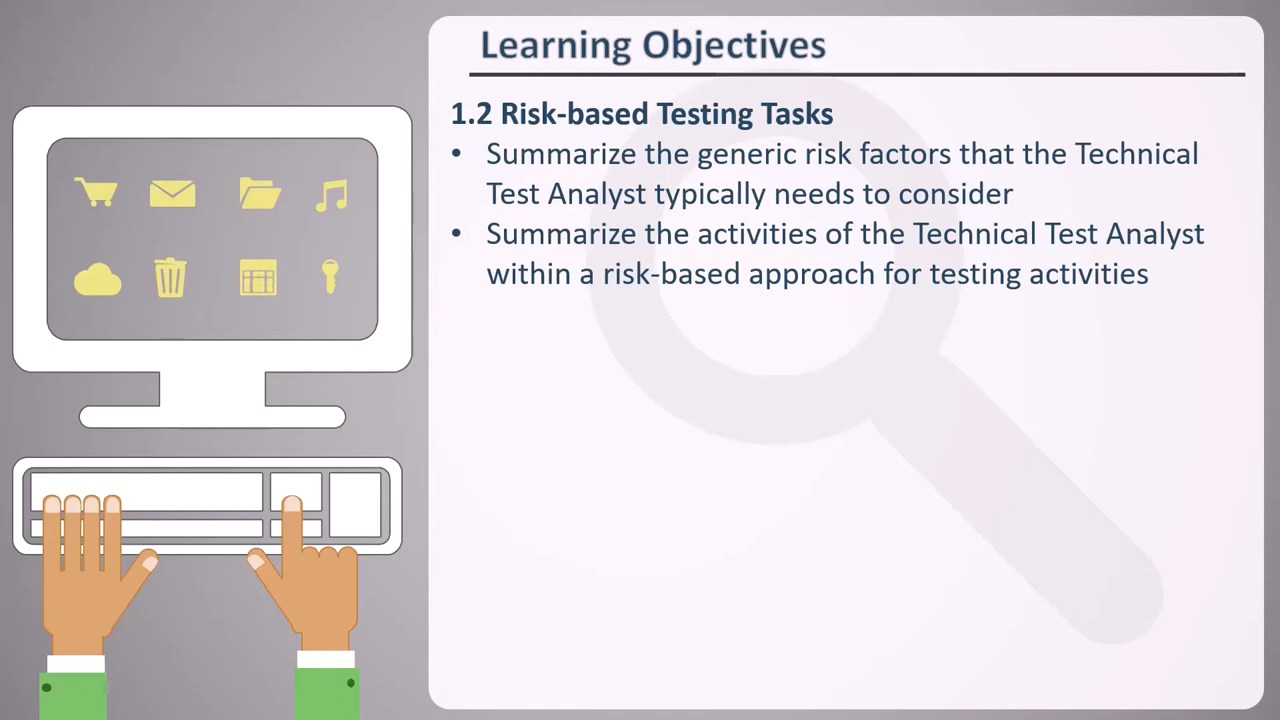 Learning Objectives
1.2 Risk-based Testing Tasks
• Summarize the generic risk factors that the Technical
Test Analyst typically needs to consider
• Summarize the activities of the Technical Test Analyst
within a risk-based approach for testing activities